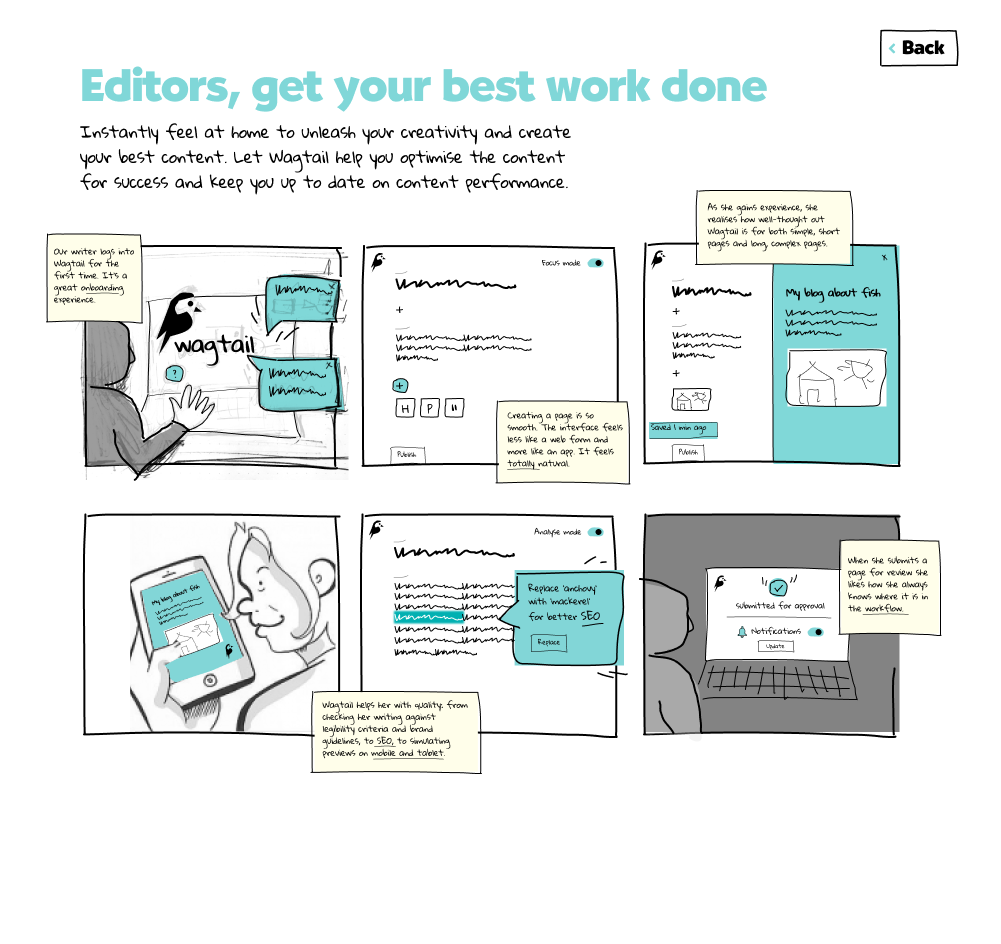 < Back
Editors, get your best work done
Instantly feel at home to unleash your creativity and create
your best content. Let Wagtail help you optimise the content
for success and keep you up to date on content performance.
Our writer logs into
Wagtail for the
first time. It's a
great onboarding
experience.
wagtail
?
x
x
Focus mode
+
+
H P "
Publish
Creating a page is so
smooth. The interface feels
less like a web form and
more like an app. It feels
totally natural.
As she gains experience, she
realises how well-thought out
Wagtail is for both simple, short
pages and long, complex pages.
x
My blog about fish
+
+
Saved 1 min ago
Publish
My blog about fish
Analyse mode
Replace 'anchovy'
with 'mackerel'
for better SEO
Replace
Wagtail helps her with quality: from
checking her writing against
legibility criteria and brand
guidelines, to SEO, to simulating
previews on mobile and tablet.
When she submits a
page for review she
likes how she always
knows where it is in
the workflow.
Submitted for approval
Notifications
Update